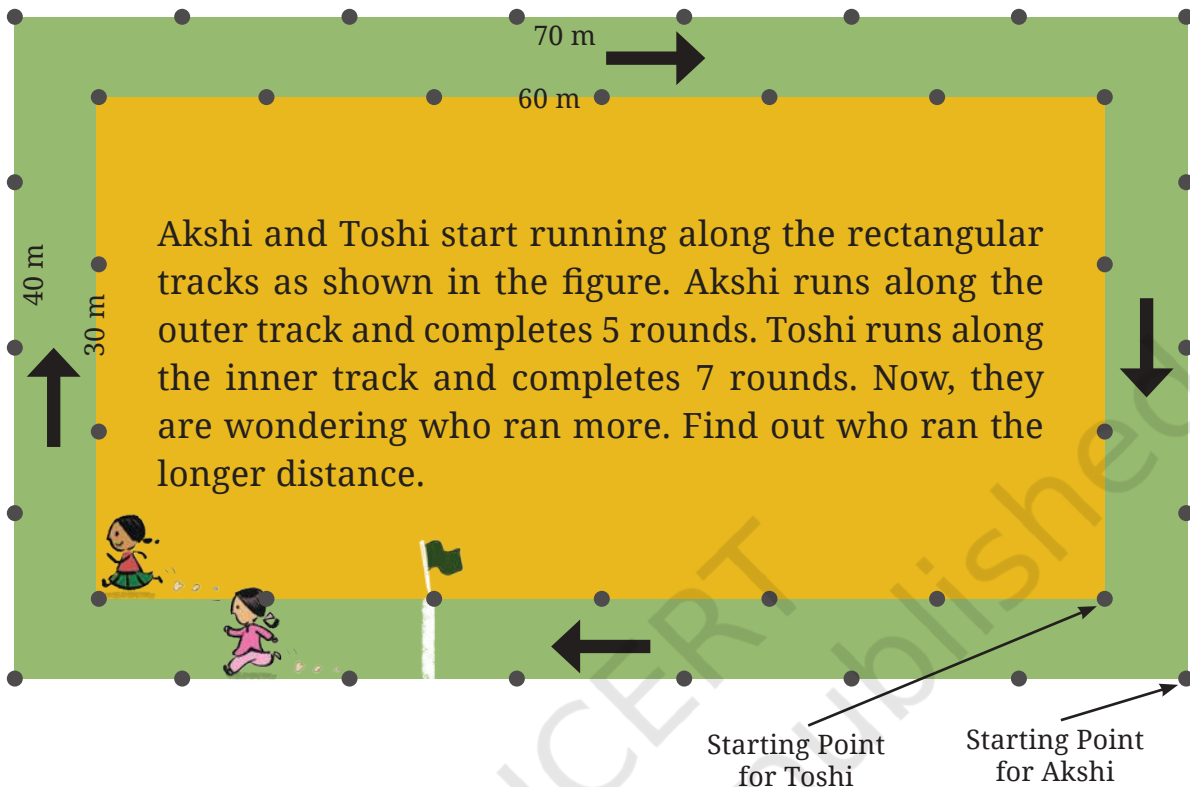 70 m
60 m
40 m
30 m
Akshi and Toshi start running along the rectangular
tracks as shown in the figure. Akshi runs along the
outer track and completes 5 rounds. Toshi runs along
the inner track and completes 7 rounds. Now, they
are wondering who ran more. Find out who ran the
longer distance.
Starting Point
for Toshi
Starting Point
for Akshi
NCERT
published